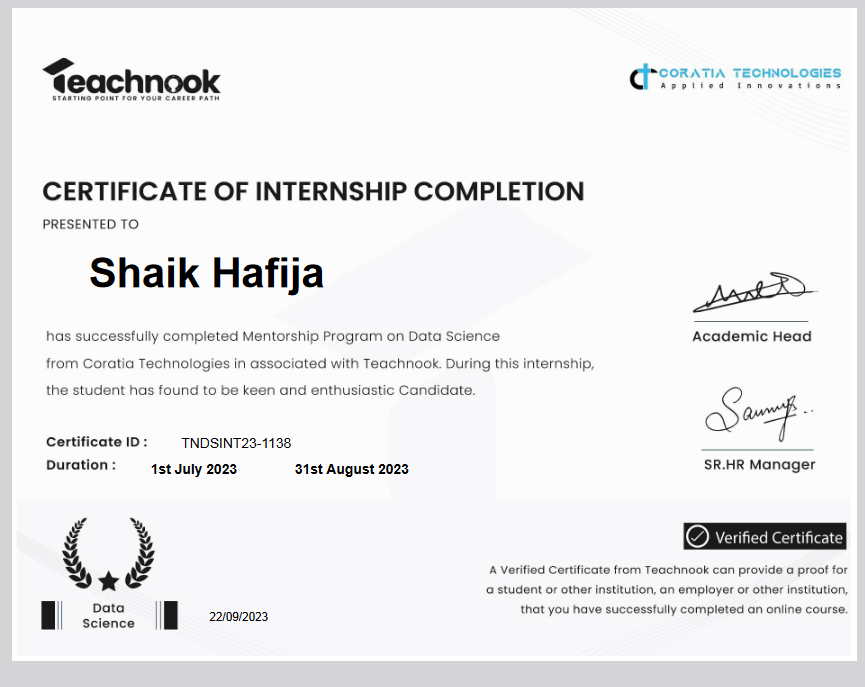 Teachnook
STARTING POINT FOR YOUR CAREER PATH
CORATIA TECHNOLOGIES
Applied Innovations
CERTIFICATE OF INTERNSHIP COMPLETION
PRESENTED TO
Shaik Hafija
has successfully completed Mentorship Program on Data Science
from Coratia Technologies in associated with Teachnook. During this internship,
the student has found to be keen and enthusiastic Candidate.
Academic Head
Certificate ID : TNDSINT23-1138
Duration : 1st July 2023 31st August 2023
SR.HR Manager
Data
Science
22/09/2023
Verified Certificate
A Verified Certificate from Teachnook can provide a proof for
a student or other institution, an employer or other institution,
that you have successfully completed an online course.